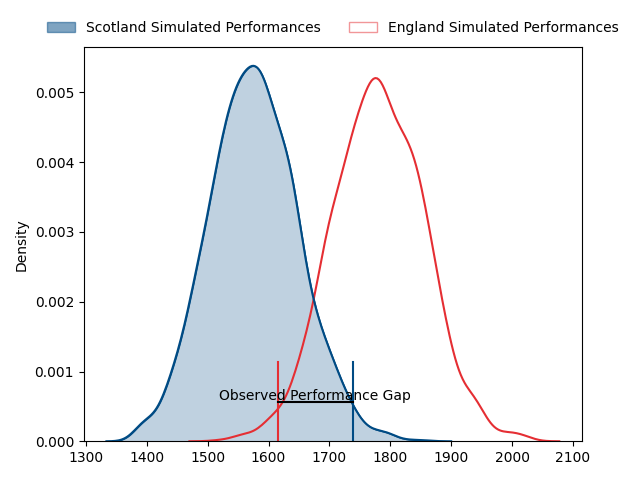 Scotland Simulated Performances England Simulated Performances
0.005
0.004
0.003
0.002
0.001
0.000
Density
Observed Performance Gap
1300 1400 1500 1600 1700 1800 1900 2000 2100